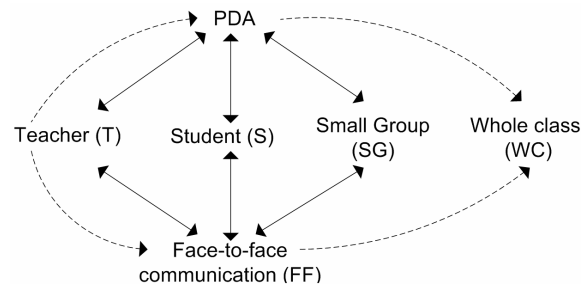 PDA
Teacher (T)
Student (S)
Small Group
(SG)
Whole class
(WC)
Face-to-face
communication (FF)